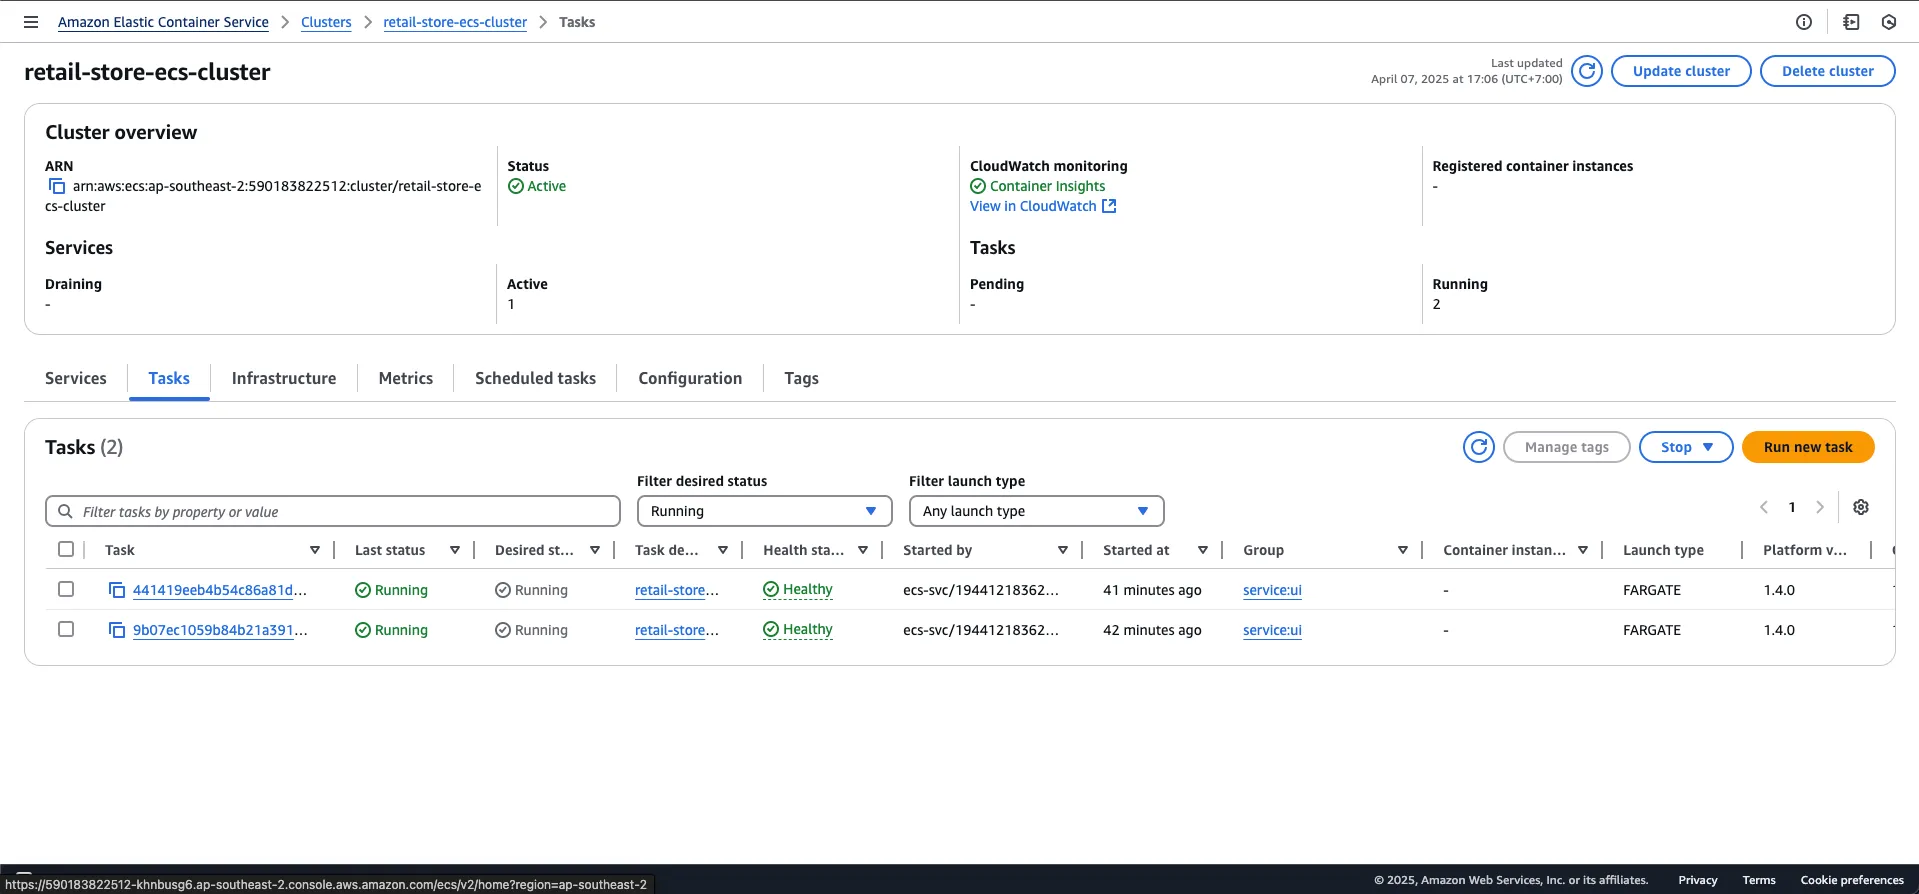 Amazon Elastic Container Service > Clusters > retail-store-ecs-cluster > Tasks
retail-store-ecs-cluster
Last updated
April 07, 2025 at 17:06 (UTC+7:00)
Update cluster
Delete cluster
Cluster overview
ARN
arn:aws:ecs:ap-southeast-2:590183822512:cluster/retail-store-e
cs-cluster
Status
Active
CloudWatch monitoring
Container Insights
View in CloudWatch
Registered container instances
-
Services
Draining
-
Active
1
Tasks
Pending
-
Running
2
Services Tasks Infrastructure Metrics Scheduled tasks Configuration Tags
Tasks (2)
Manage tags
Stop
Run new task
Filter desired status
Filter launch type
Filter tasks by property or value
Running
Any launch type
1
Task Last status Desired st... Task de... Health sta... Started by Started at Group Container instan... Launch type Platform v...
441419eeb4b54c86a81d... Running Running retail-store... Healthy ecs-svc/19441218362... 41 minutes ago service:ui - FARGATE 1.4.0
9b07ec1059b84b21a391... Running Running retail-store... Healthy ecs-svc/19441218362... 42 minutes ago service:ui - FARGATE 1.4.0
https://590183822512-khnbusg6.ap-southeast-2.console.aws.amazon.com/ecs/v2/home?region=ap-southeast-2
© 2025, Amazon Web Services, Inc. or its affiliates. Privacy Terms Cookie preferences